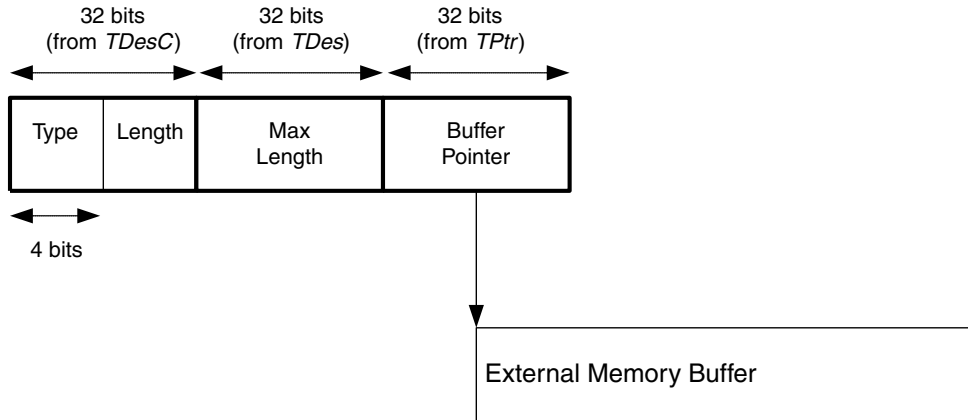 32 bits
(from TDesC)
32 bits
(from TDes)
32 bits
(from TPtr)
Type
Length
Max
Length
Buffer
Pointer
4 bits
External Memory Buffer